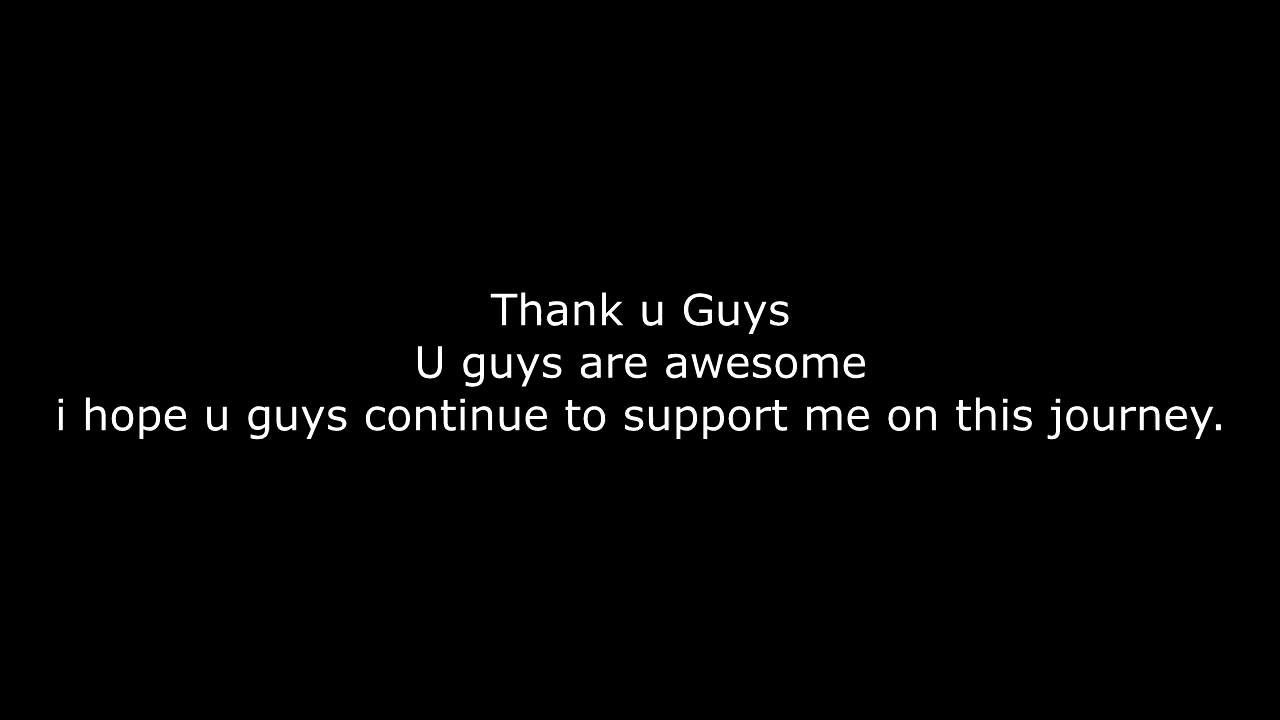 Thank u Guys
U guys are awesome
i hope u guys continue to support me on this journey.